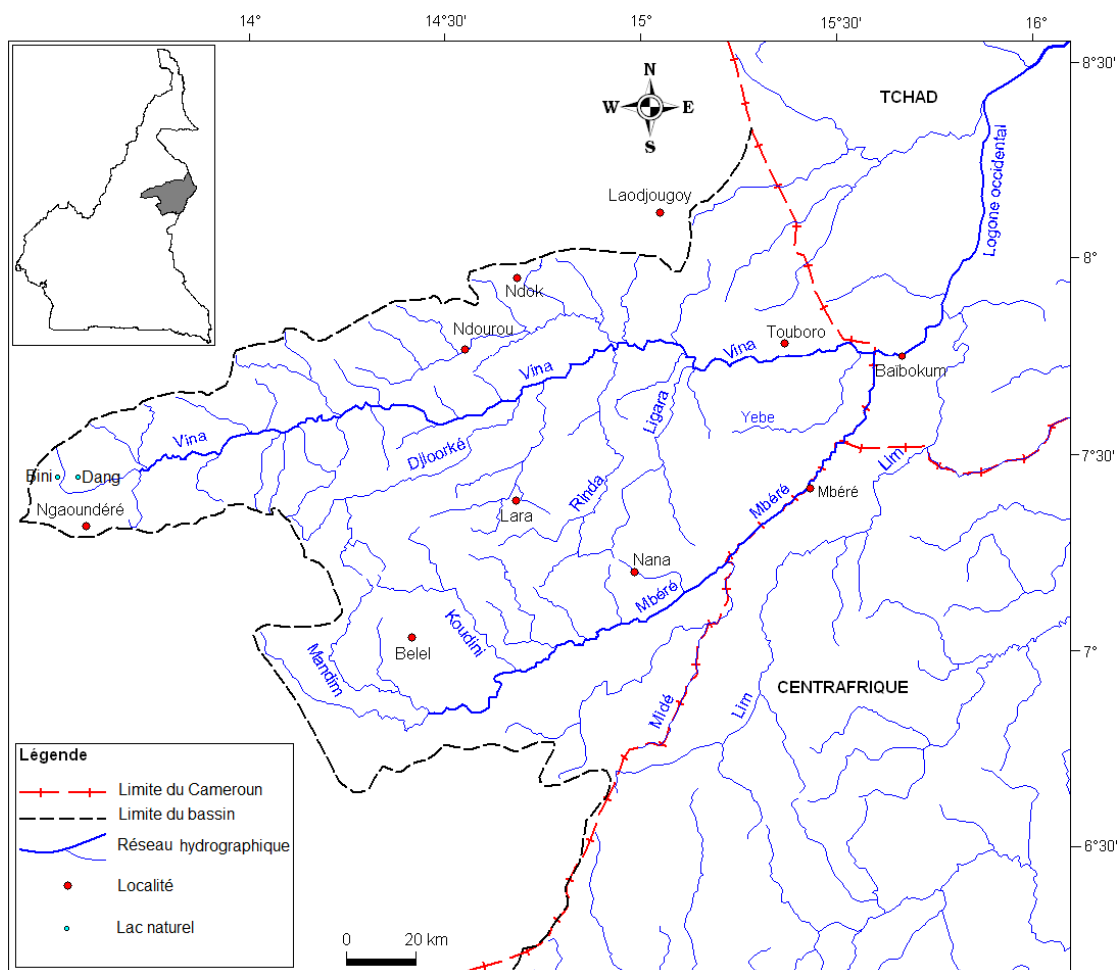 14°
14°30'
15°
15°30'
16°
8°30'
8°
7°30'
7°
6°30'
N
W
E
S
TCHAD
Logone occidental
Laodjougoy
Ndok
Ndourou
Touboro
Vina
Vina
Vina
Baïbokum
Ligara
Yebe
Djioorké
Lim
Bini
Dang
Ngaoundéré
Rinda
Lara
Mbéré
Mbéré
Nana
Mbéré
Koudini
Belel
Mandim
CENTRAFRIQUE
Midé
Lim
Légende
Limite du Cameroun
Limite du bassin
Réseau hydrographique
Localité
Lac naturel
0
20 km